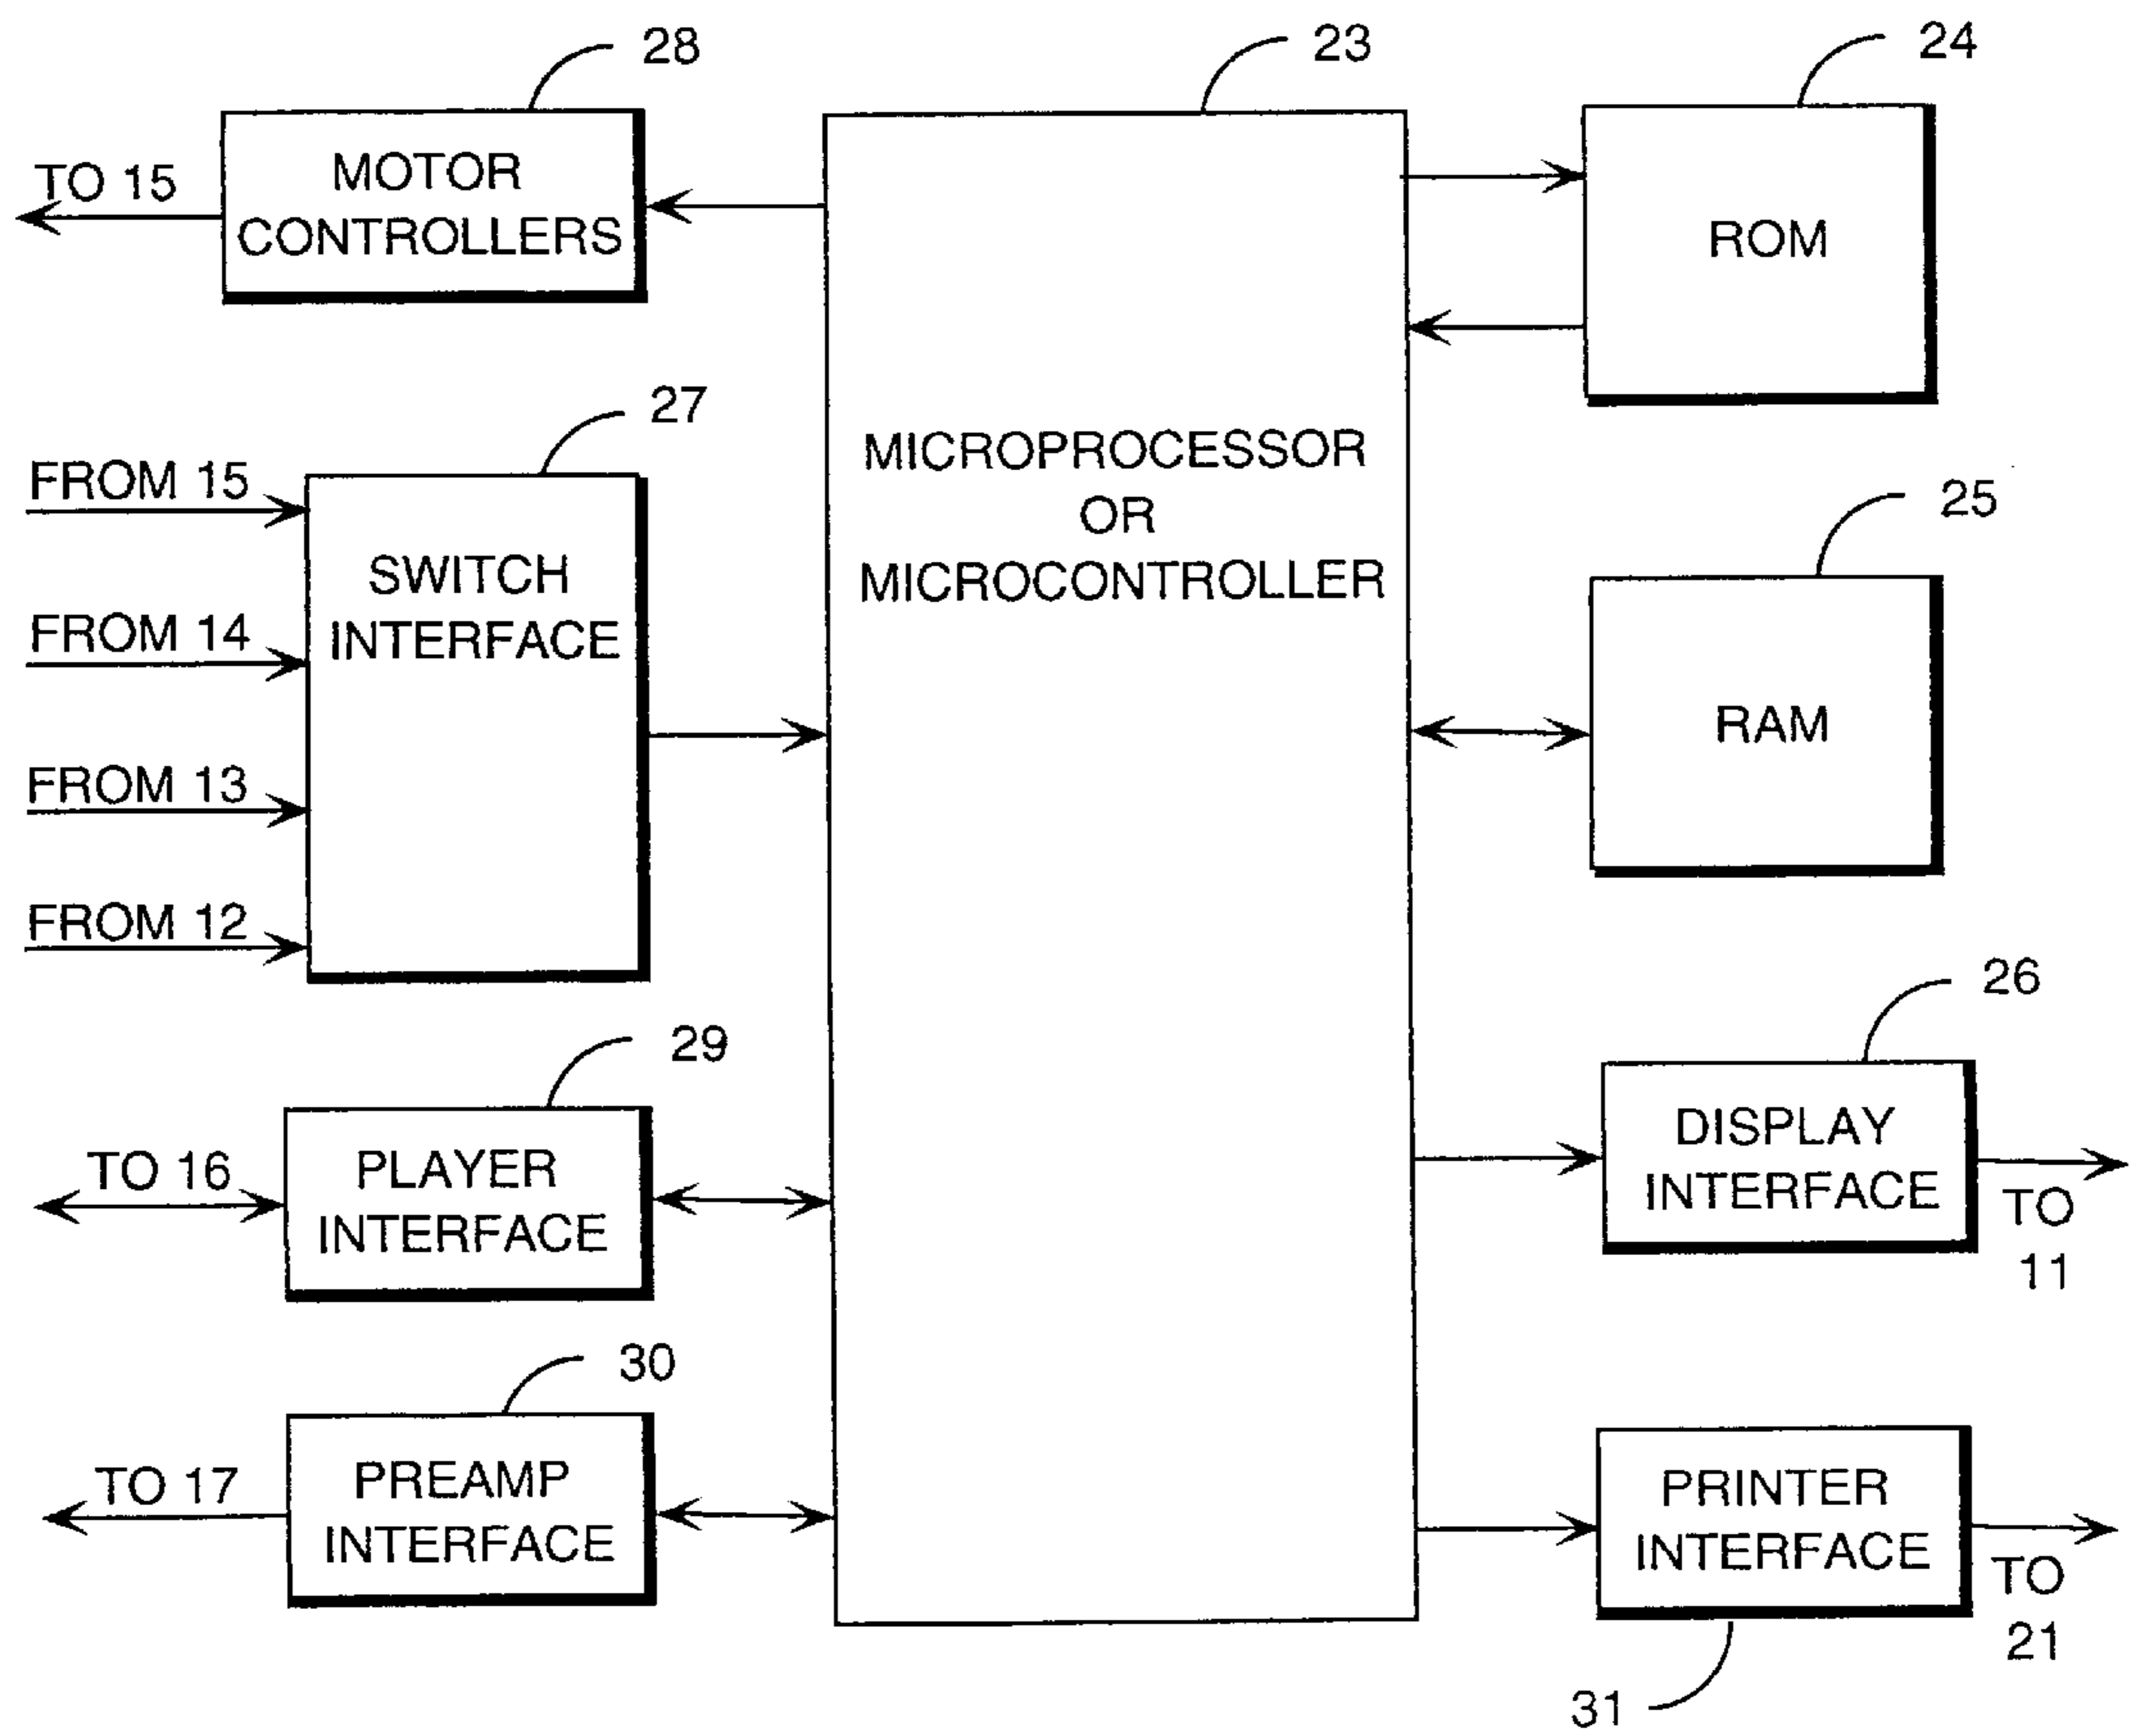 28
23
24
TO 15
MOTOR
CONTROLLERS
ROM
27
FROM 15
SWITCH
INTERFACE
FROM 14
FROM 13
FROM 12
MICROPROCESSOR
OR
MICROCONTROLLER
25
RAM
29
TO 16
PLAYER
INTERFACE
26
DISPLAY
INTERFACE
TO
11
30
TO 17
PREAMP
INTERFACE
PRINTER
INTERFACE
TO
21
31